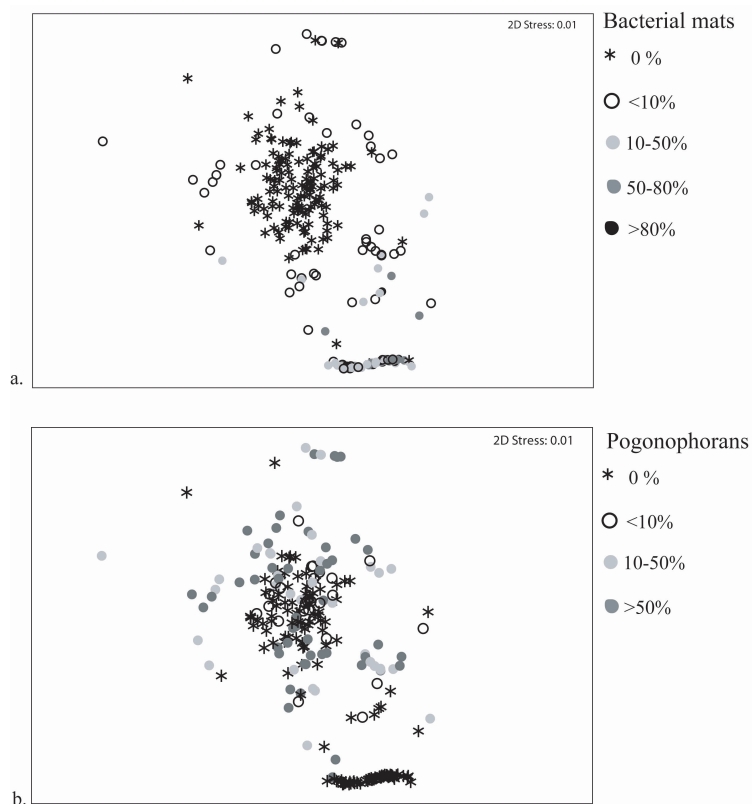 2D Stress: 0.01
Bacterial mats
0 %
<10%
10-50%
50-80%
>80%
a.
2D Stress: 0.01
Pogonophorans
0 %
<10%
10-50%
>50%
b.